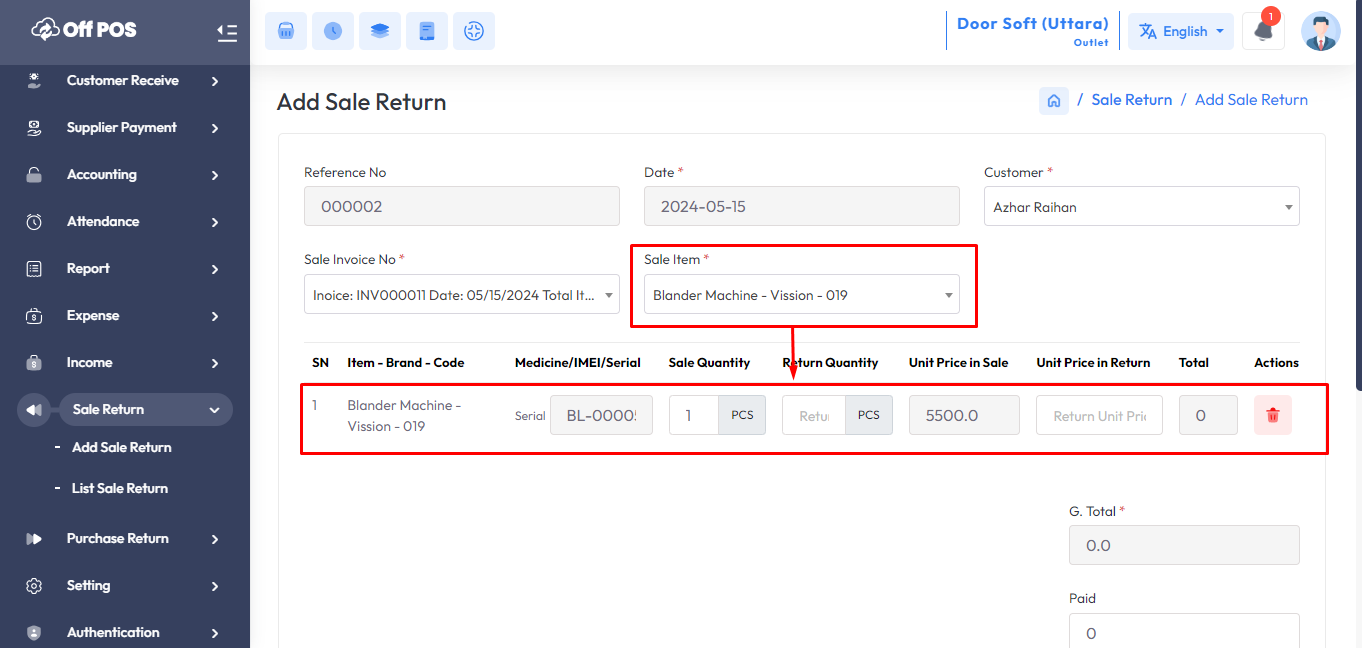 Off POS
Door Soft (Uttara)
Outlet
English
1
Customer Receive
Supplier Payment
Accounting
Attendance
Report
Expense
Income
Sale Return
- Add Sale Return
- List Sale Return
Purchase Return
Setting
Authentication
Add Sale Return
/ Sale Return / Add Sale Return
Reference No
Date *
Customer *
000002
2024-05-15
Azhar Raihan
Sale Invoice No *
Sale Item *
Inoice: INV000011 Date: 05/15/2024 Total It...
Blander Machine - Vission - 019
SN Item - Brand - Code Medicine/IMEI/Serial Sale Quantity Return Quantity Unit Price in Sale Unit Price in Return Total Actions
1 Blander Machine - Vission - 019 Serial BL-0000 1 PCS Retu PCS 5500.0 Return Unit Pric 0
G. Total *
0.0
Paid
0